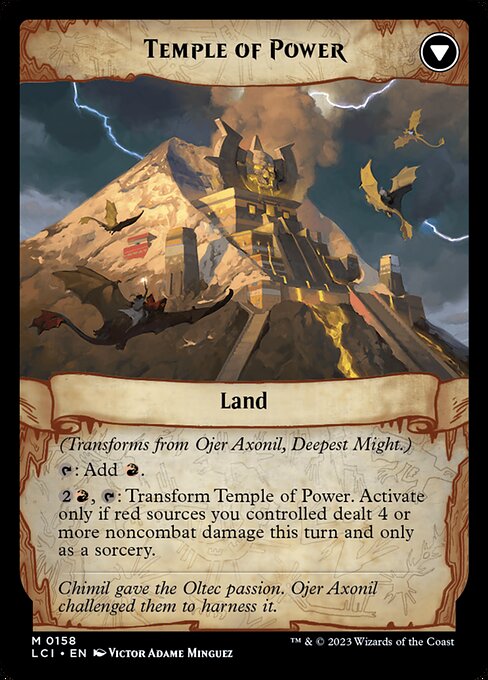 Temple of Power
Land
(Transforms from Ojer Axonil, Deepest Might.)
: Add .
2, : Transform Temple of Power. Activate
only if red sources you controlled dealt 4 or
more noncombat damage this turn and only
as a sorcery.
Chimil gave the Oltec passion. Ojer Axonil
challenged them to harness it.
M 0158
LCI • EN Victor Adame Minguez
™ & © 2023 Wizards of the Coast